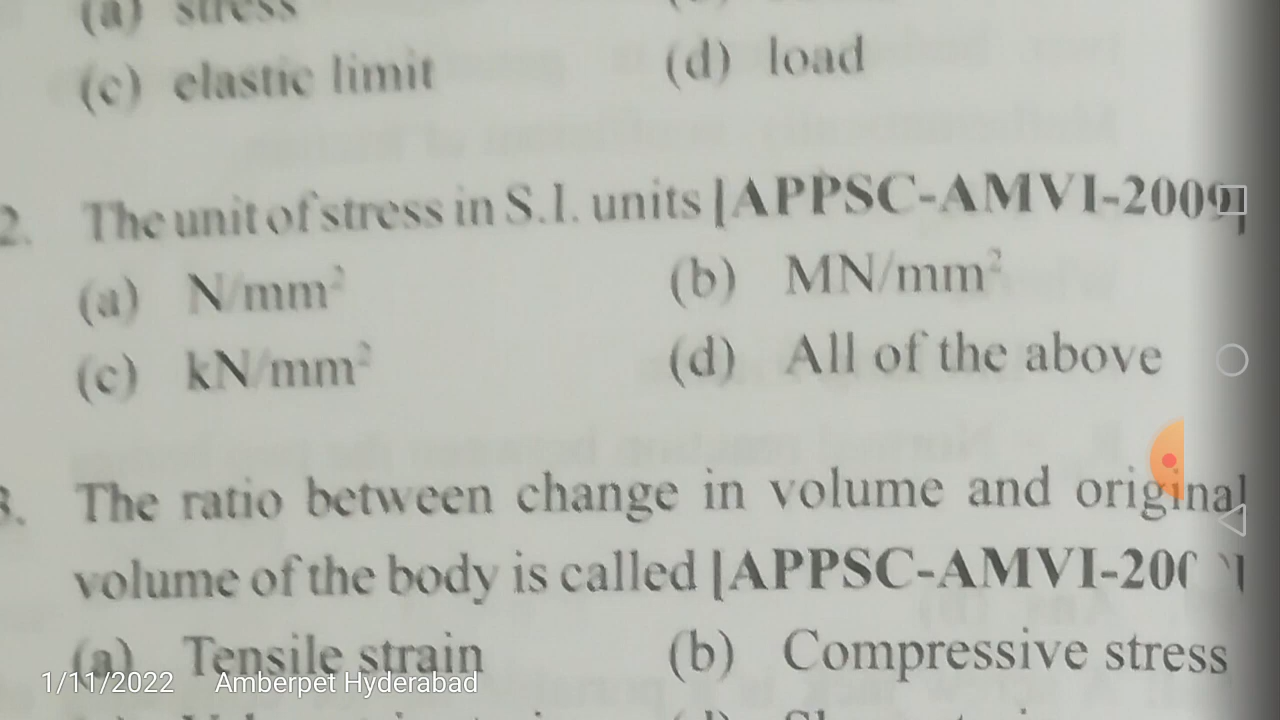 (a) stress
(c) elastic limit (d) load
2. The unit of stress in S.I. units [APPSC-AMVI-2009]
(a) N/mm² (b) MN/mm²
(c) kN/mm² (d) All of the above
3. The ratio between change in volume and original
volume of the body is called [APPSC-AMVI-200
(a) Tensile strain (b) Compressive stress
1/11/2022 Amberpet Hyderabad